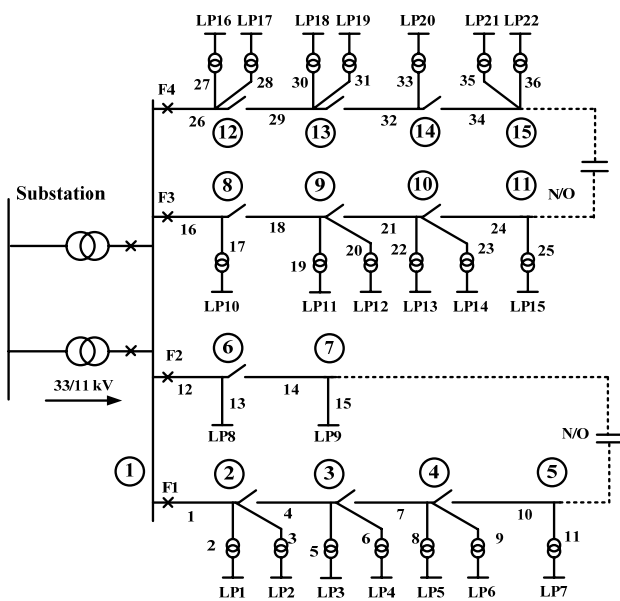 LP16 LP17 LP18 LP19 LP20 LP21 LP22
27 28 30 31 33 35 36
F4
26 29 32 34
12 13 14 15
8 9 10 11
N/O
Substation
F3
16 18 21 24
17 19 20 22 23 25
LP10 LP11 LP12 LP13 LP14 LP15
6 7
F2
12 14
33/11 kV
13 15
LP8 LP9
N/O
1 2 3 4 5
F1
1 4 7 10
2 3 5 6 8 9 11
LP1 LP2 LP3 LP4 LP5 LP6 LP7